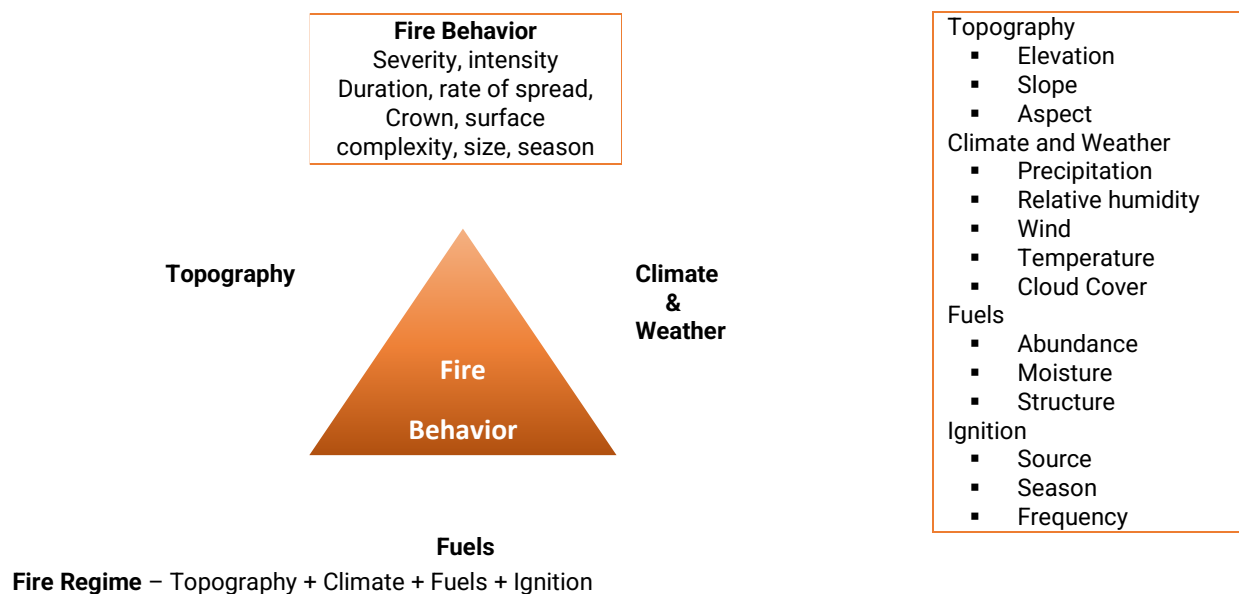 Fire Behavior
Severity, intensity
Duration, rate of spread,
Crown, surface
complexity, size, season
Topography
Climate
&
Weather
Fire
Behavior
Fuels
Fire Regime – Topography + Climate + Fuels + Ignition
Topography
▪ Elevation
▪ Slope
▪ Aspect
Climate and Weather
▪ Precipitation
▪ Relative humidity
▪ Wind
▪ Temperature
▪ Cloud Cover
Fuels
▪ Abundance
▪ Moisture
▪ Structure
Ignition
▪ Source
▪ Season
▪ Frequency